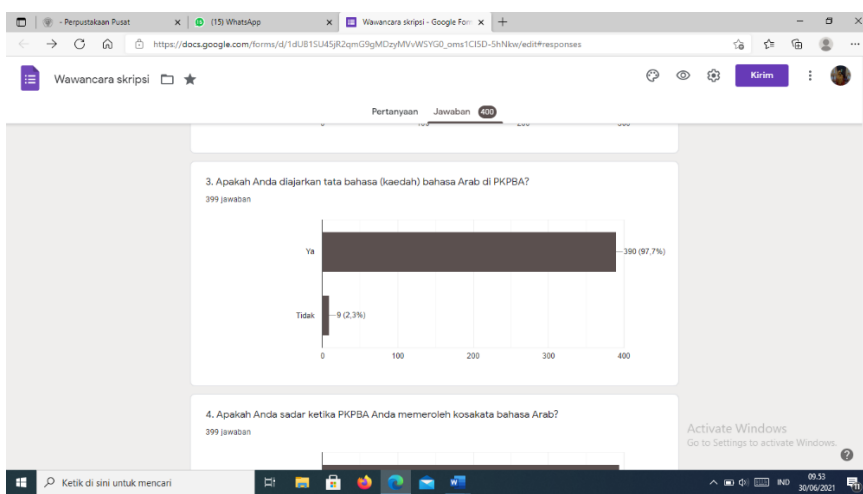 - Perpustakaan Pusat
(15) WhatsApp
Wawancara skripsi - Google Form
https://docs.google.com/forms/d/1dUB1SU45jR2qmG9gMDzyMVvWSYG0_oms1CISD-5hNkw/edit#responses
Wawancara skripsi
Kirim
Pertanyaan Jawaban 400
3. Apakah Anda diajarkan tata bahasa (kaedah) bahasa Arab di PKPBA?
399 jawaban
Ya 390 (97,7%)
Tidak 9 (2,3%)
0 100 200 300 400
4. Apakah Anda sadar ketika PKPBA Anda memeroleh kosakata bahasa Arab?
399 jawaban
Activate Windows
Go to Settings to activate Windows.
Ketik di sini untuk mencari
IND
09.53
30/06/2021